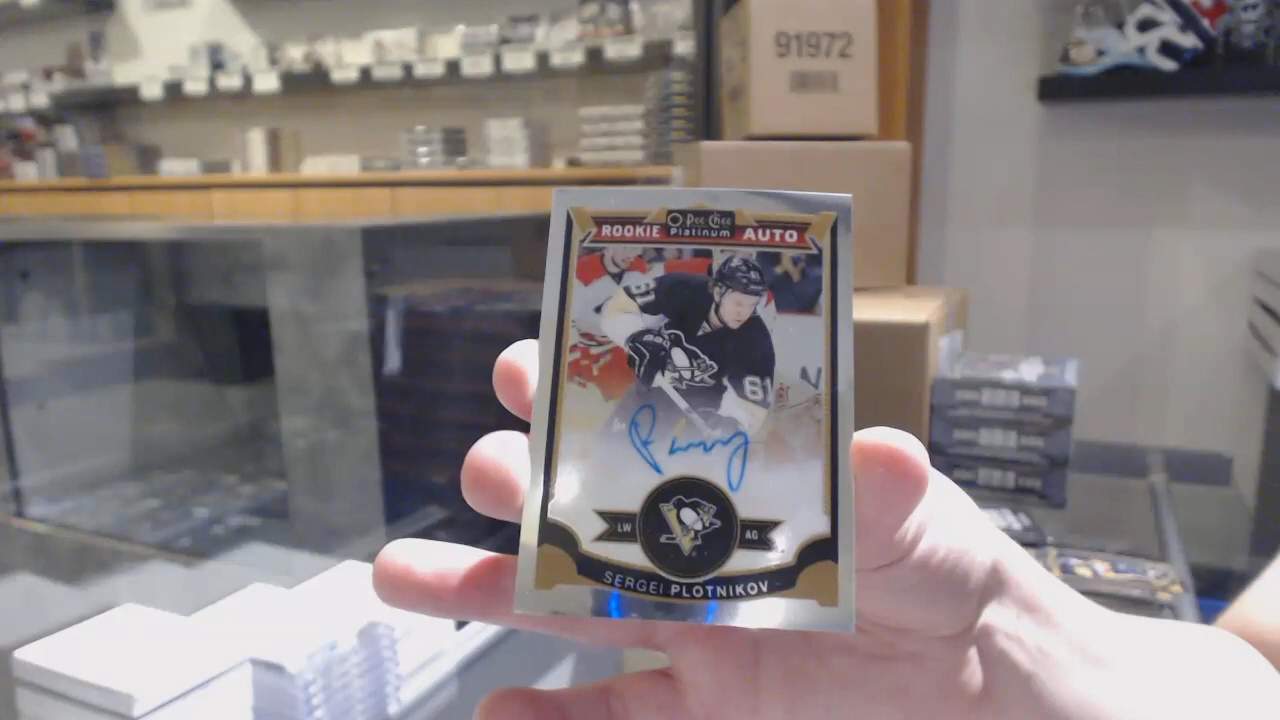 91972
O-Pee-Chee
ROOKIE Platinum AUTO
61
61
LW AG
SERGEI PLOTNIKOV